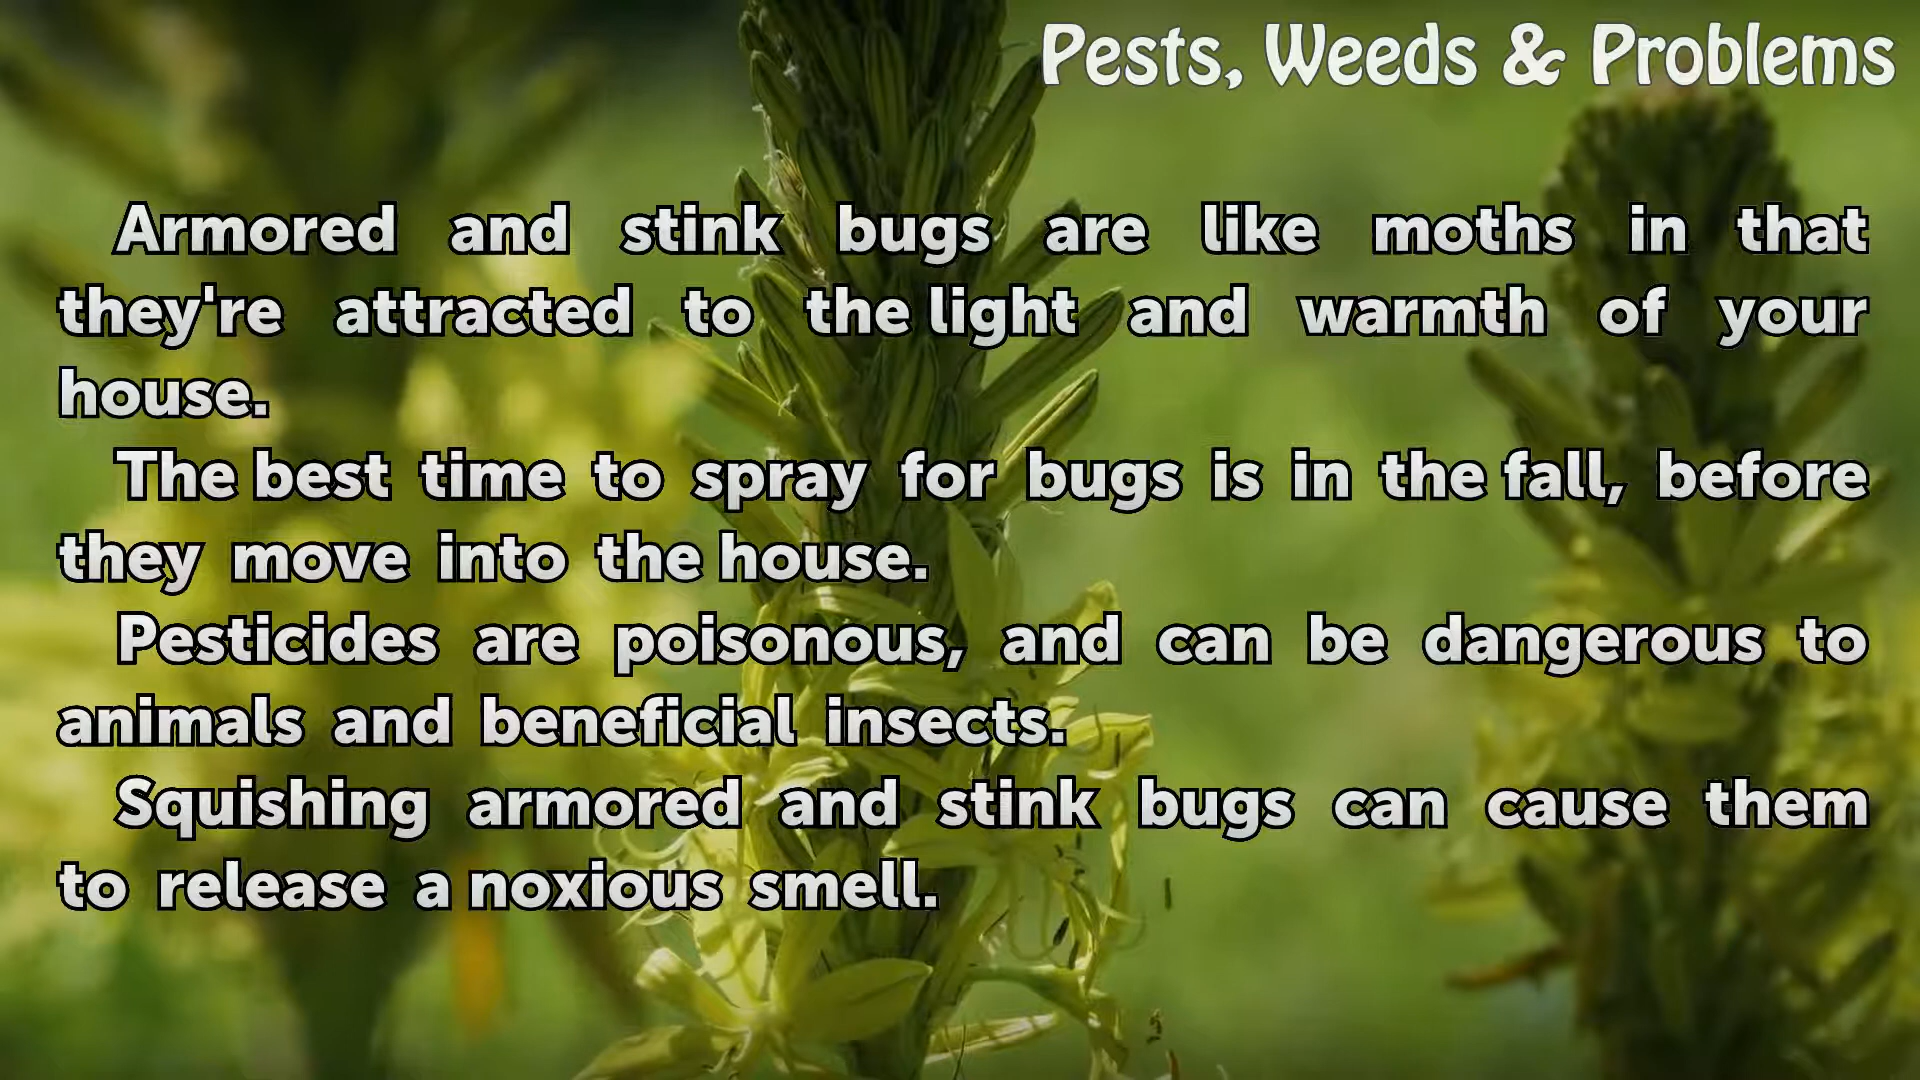 Pests, Weeds & Problems
Armored and stink bugs are like moths in that
they're attracted to the light and warmth of your
house.
The best time to spray for bugs is in the fall, before
they move into the house.
Pesticides are poisonous, and can be dangerous to
animals and beneficial insects.
Squishing armored and stink bugs can cause them
to release a noxious smell.